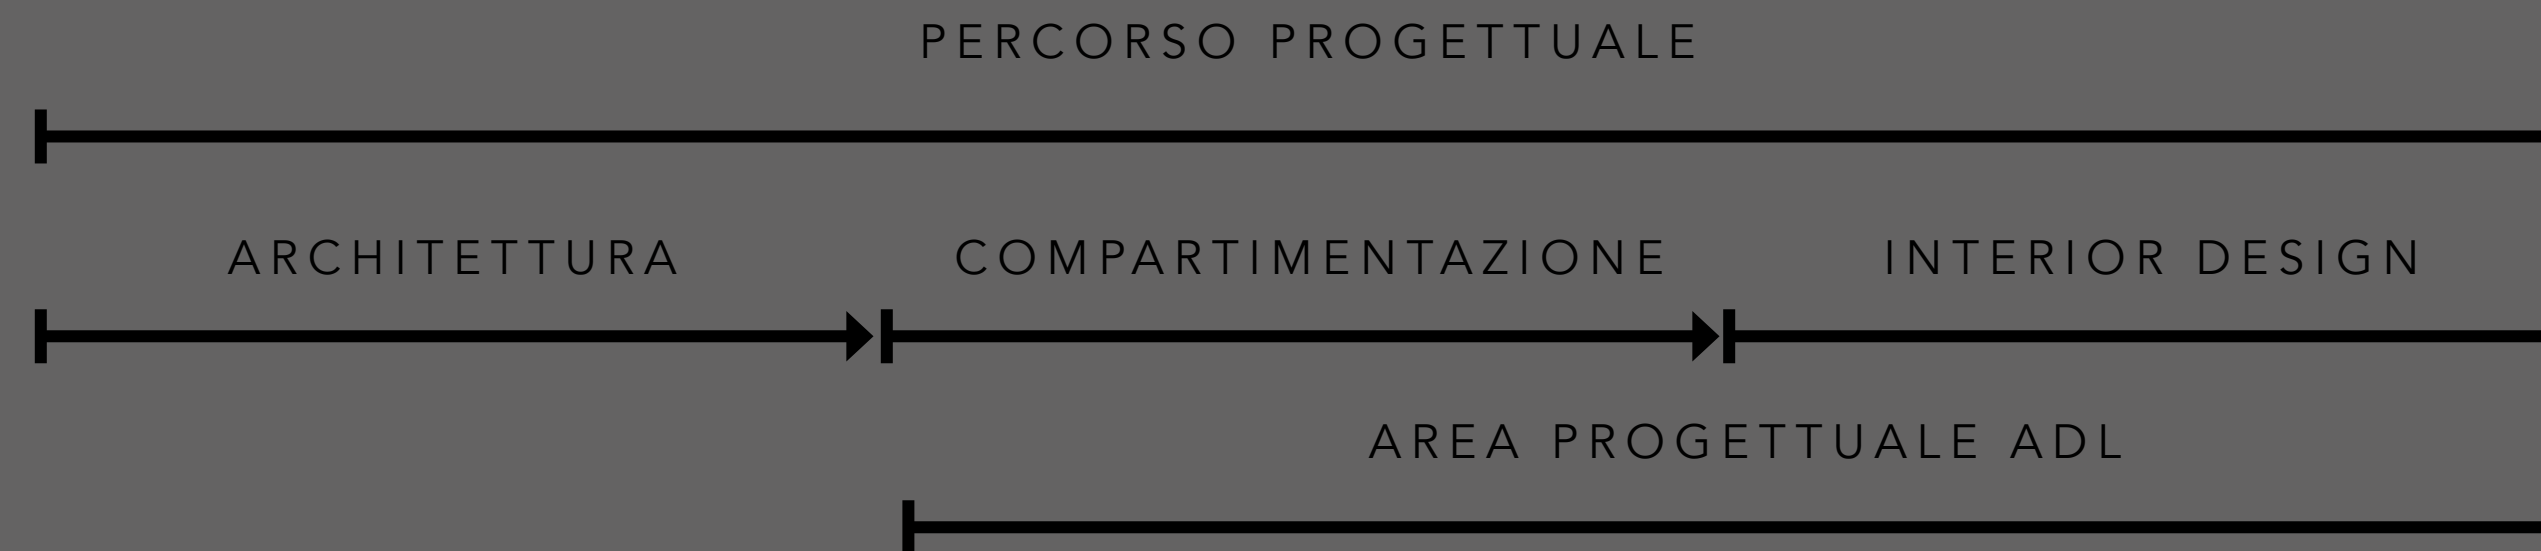 PERCORSO PROGETTUALE
ARCHITETTURA
COMPARTIMENTAZIONE
INTERIOR DESIGN
AREA PROGETTUALE ADL